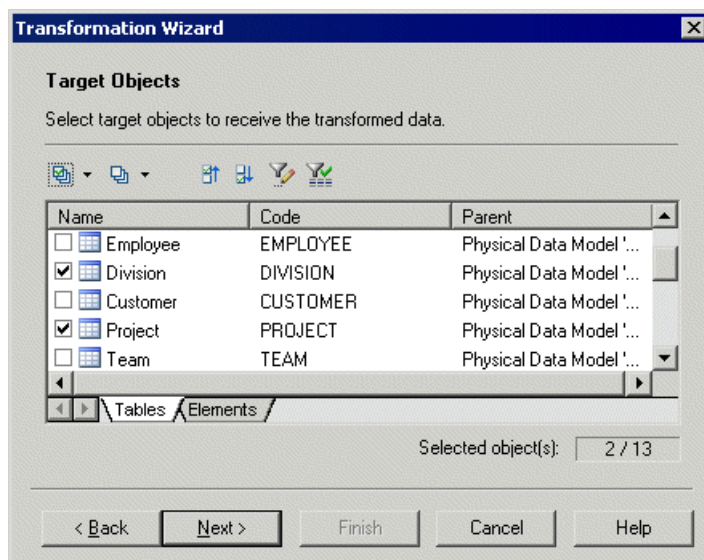 Transformation Wizard
Target Objects
Select target objects to receive the transformed data.
Name Code Parent
Employee EMPLOYEE Physical Data Model '...
Division DIVISION Physical Data Model '...
Customer CUSTOMER Physical Data Model '...
Project PROJECT Physical Data Model '...
Team TEAM Physical Data Model '...
Tables Elements
Selected object(s): 2 / 13
< Back Next > Finish Cancel Help